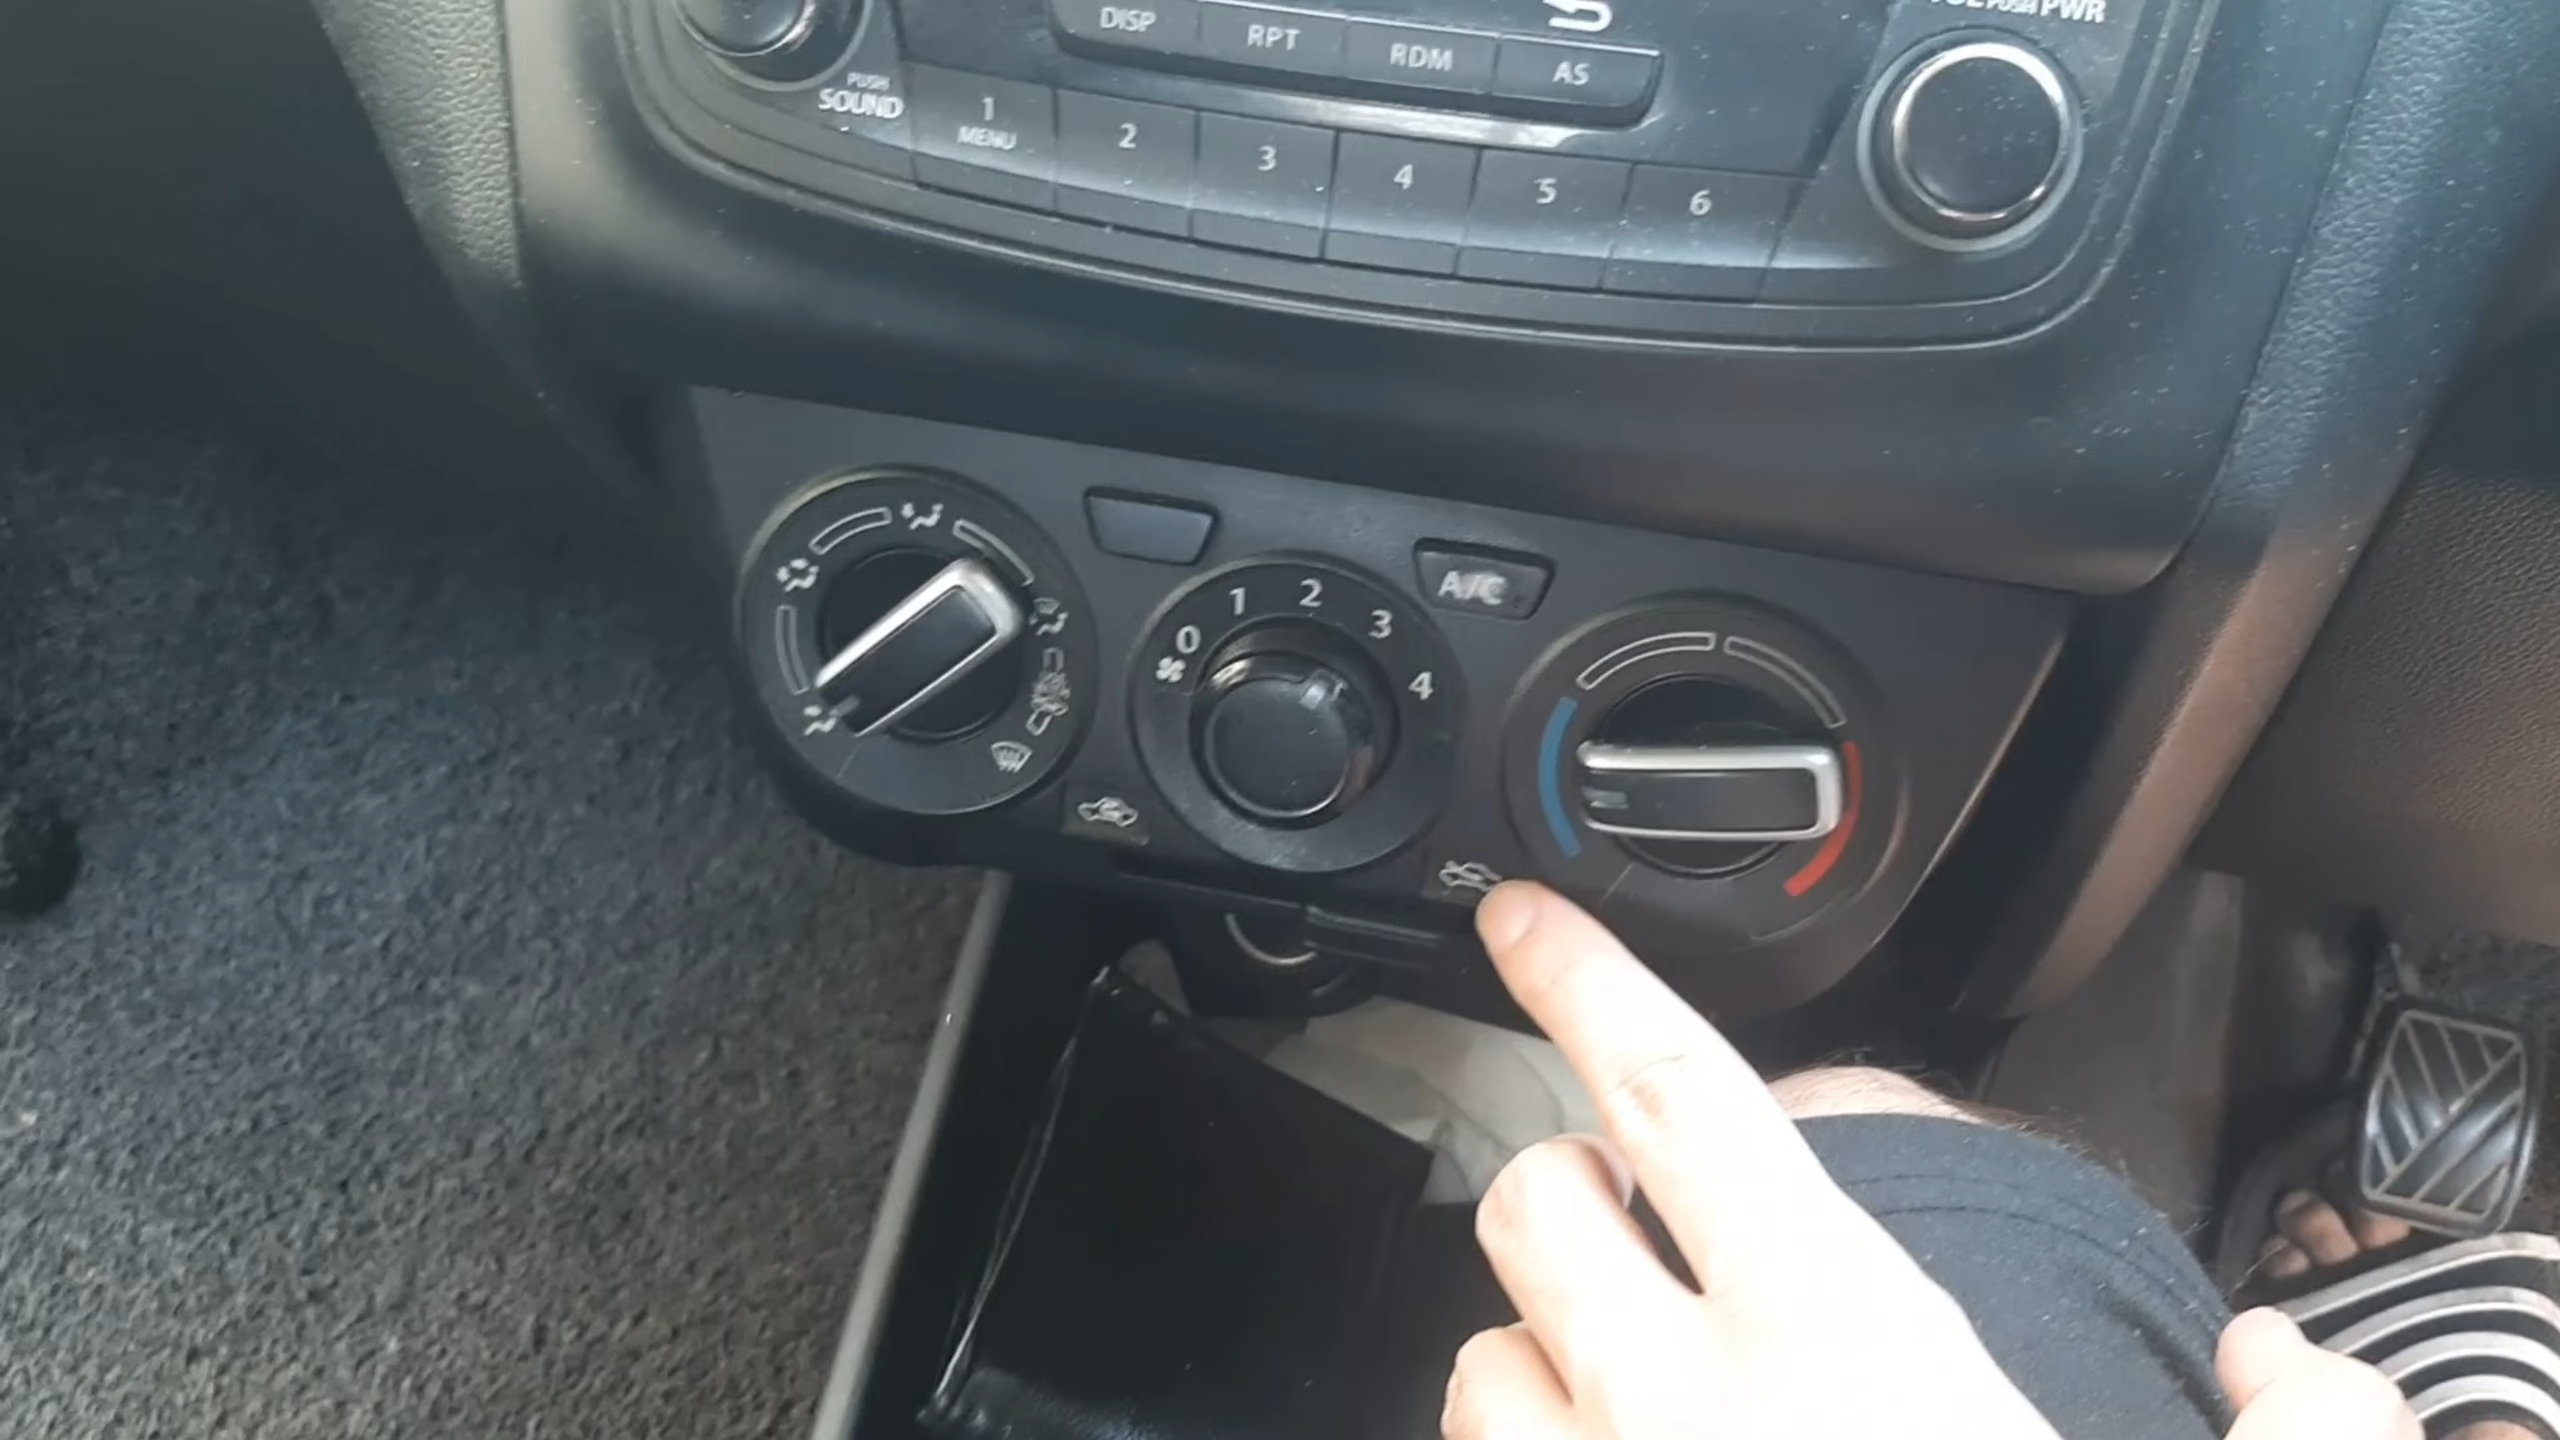 PUSH PWR
DISP RPT RDM AS
PUSH
SOUND
1 2 3 4 5 6
MENU
A/C
0 1 2 3 4